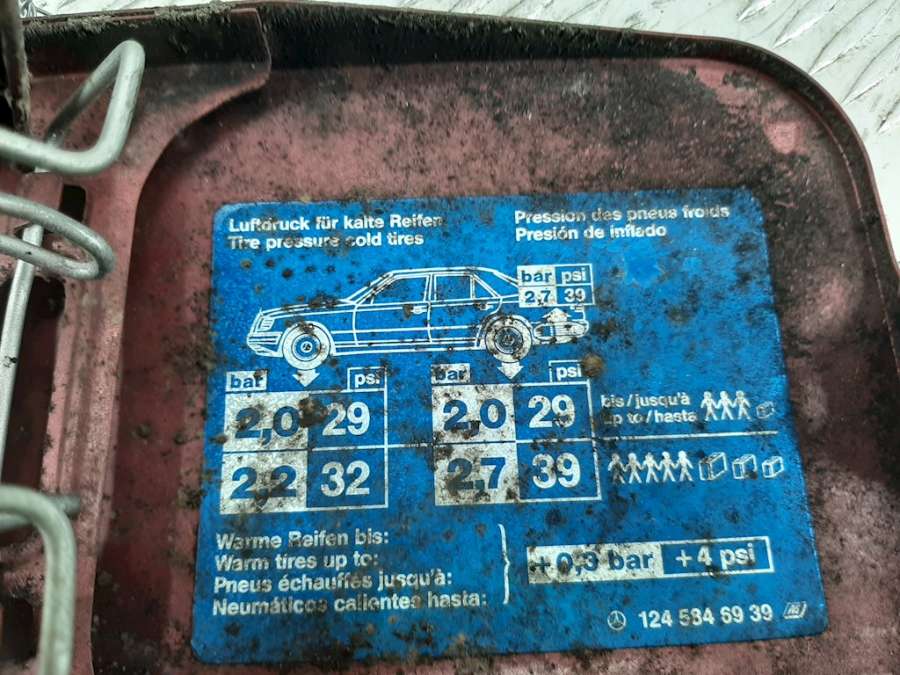 Luftdruck für kalte Reifen
Tire pressure cold tires
Pression des pneus froids
Presión de inflado
bar psi
2,7 39
bar psi
2,0 29
2,2 32
bar psi
2,0 29
2,7 39
bis/jusqu'à
up to/hasta
Warme Reifen bis:
Warm tires up to:
Pneus échauffés jusqu'à:
Neumáticos calientes hasta:
+0,3 bar +4 psi
124 584 69 39